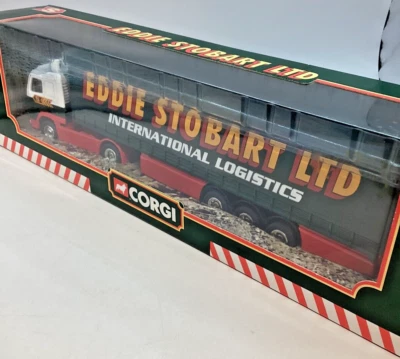 EDDIE STOBART LTD
EDDIE STOBART LTD
INTERNATIONAL LOGISTICS
CORGI